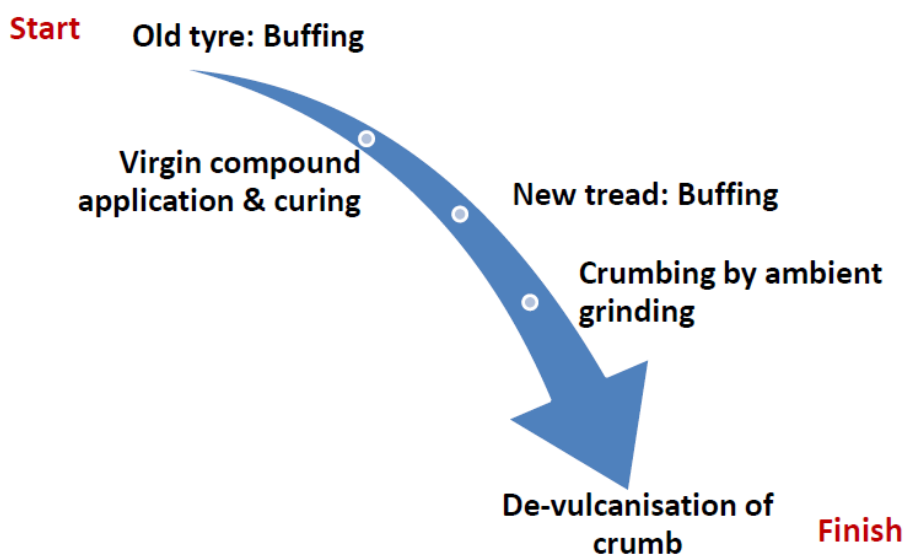 Start
Old tyre: Buffing
Virgin compound
application & curing
New tread: Buffing
Crumbing by ambient
grinding
De-vulcanisation of
crumb
Finish